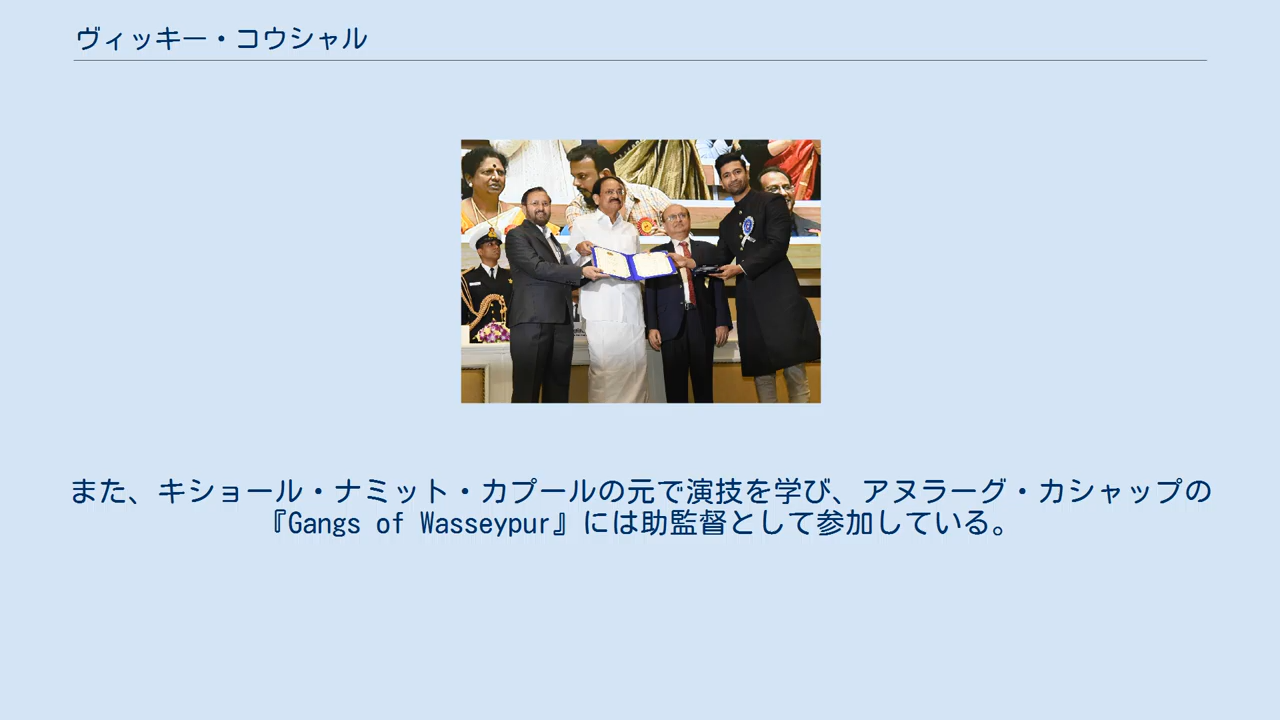 ヴィッキー・コウシャル
また、キショール・ナミット・カプールの元で演技を学び、アヌラーグ・カシャップの
『Gangs of Wasseypur』には助監督として参加している。